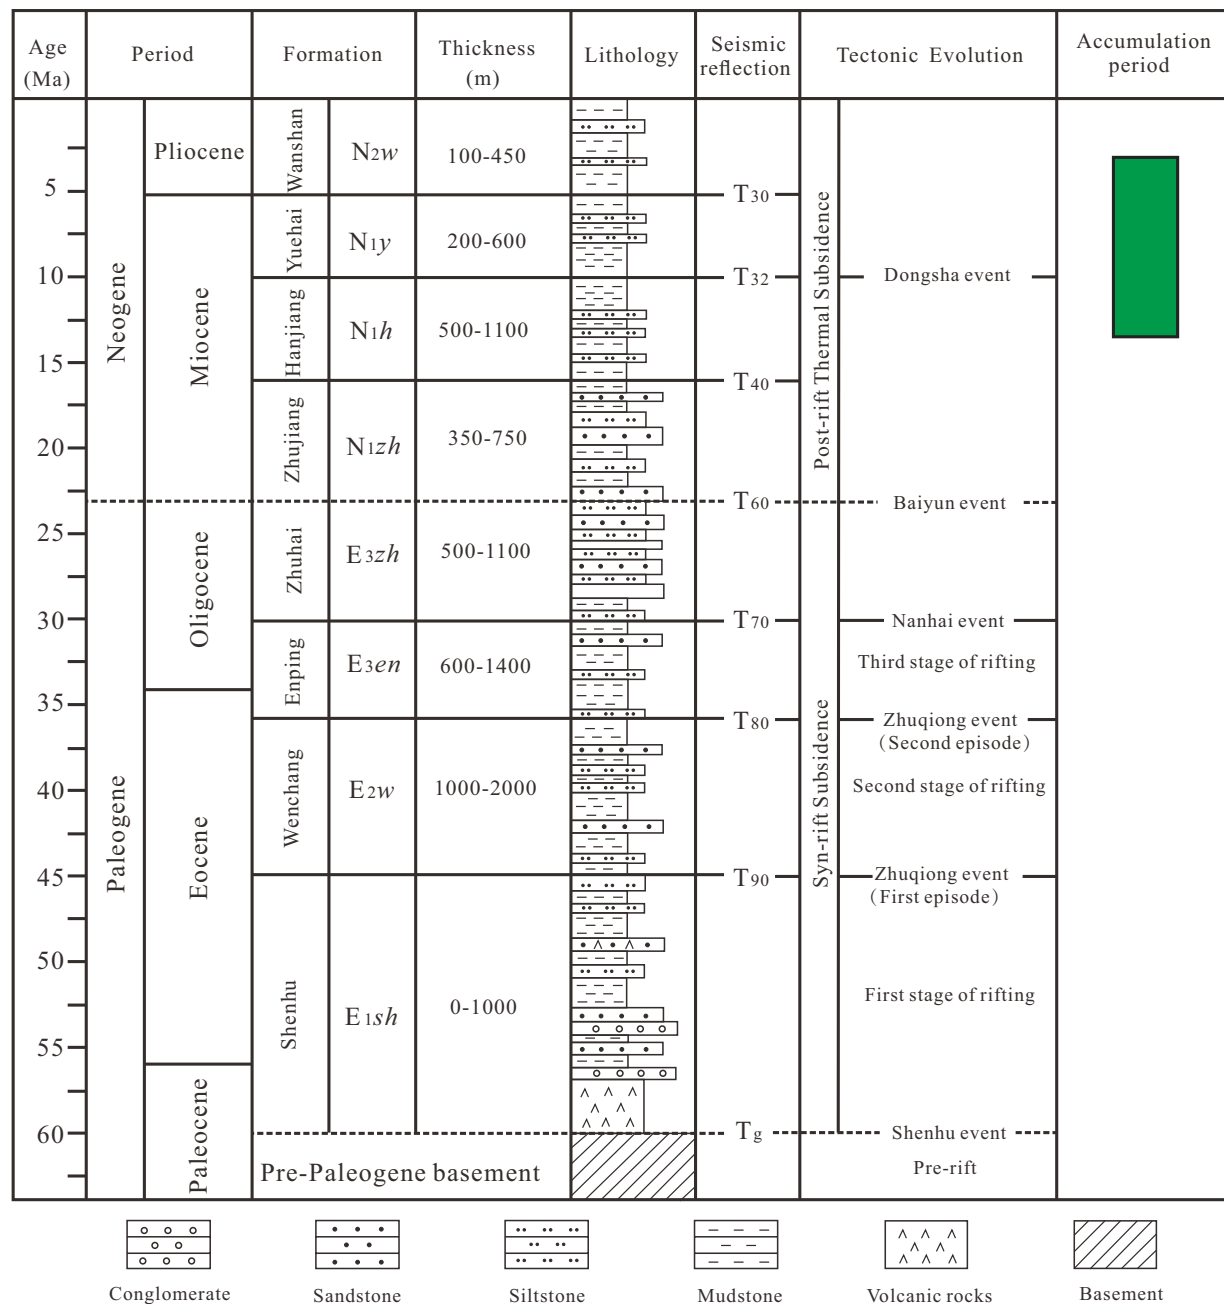 Age
(Ma)
Period
Formation
Thickness
(m)
Lithology
Seismic
reflection
Tectonic Evolution
Accumulation
period
5
10
15
20
25
30
35
40
45
50
55
60
Neogene
Paleogene
Pliocene
Miocene
Oligocene
Eocene
Paleocene
Wanshan
N2w
100-450
Yuehai
N1y
200-600
Hanjiang
N1h
500-1100
Zhujiang
N1zh
350-750
Zhuhai
E3zh
500-1100
Enping
E3en
600-1400
Wenchang
E2w
1000-2000
Shenhu
E1sh
0-1000
Pre-Paleogene basement
T30
T32
T40
T60
T70
T80
T90
Tg
Post-rift Thermal Subsidence
Syn-rift Subsidence
Dongsha event
Baiyun event
Nanhai event
Third stage of rifting
Zhuqiong event
(Second episode)
Second stage of rifting
Zhuqiong event
(First episode)
First stage of rifting
Shenhu event
Pre-rift
Conglomerate
Sandstone
Siltstone
Mudstone
Volcanic rocks
Basement